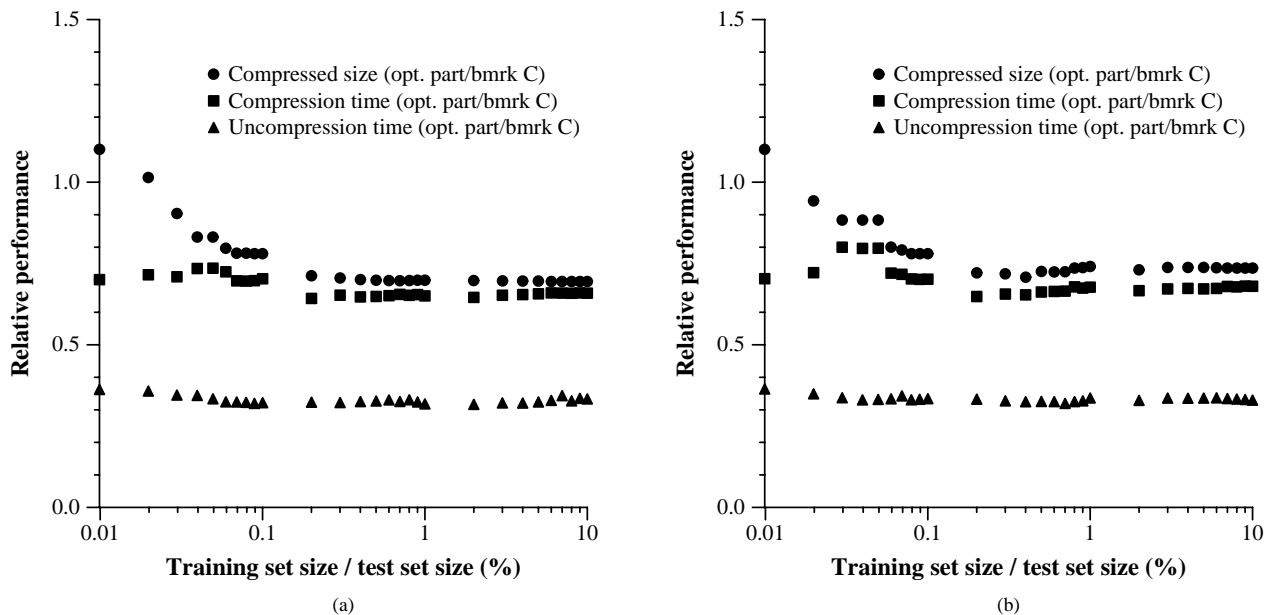 1.5
1.0
0.5
0.0
Relative performance
Compressed size (opt. part/bmrk C)
Compression time (opt. part/bmrk C)
Uncompression time (opt. part/bmrk C)
0.01
0.1
1
10
Training set size / test set size (%)
(a)
1.5
1.0
0.5
0.0
Relative performance
Compressed size (opt. part/bmrk C)
Compression time (opt. part/bmrk C)
Uncompression time (opt. part/bmrk C)
0.01
0.1
1
10
Training set size / test set size (%)
(b)